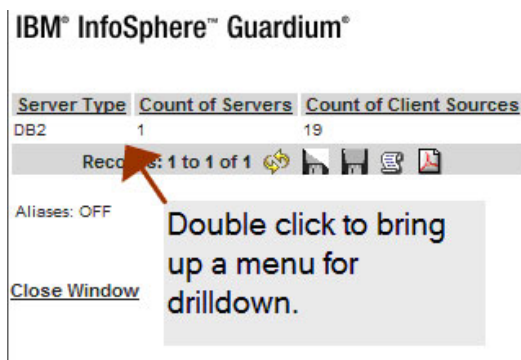 IBM® InfoSphere™ Guardium®
Server Type Count of Servers Count of Client Sources
DB2 1 19
Records: 1 to 1 of 1
Aliases: OFF
Double click to bring
up a menu for
drilldown.
Close Window